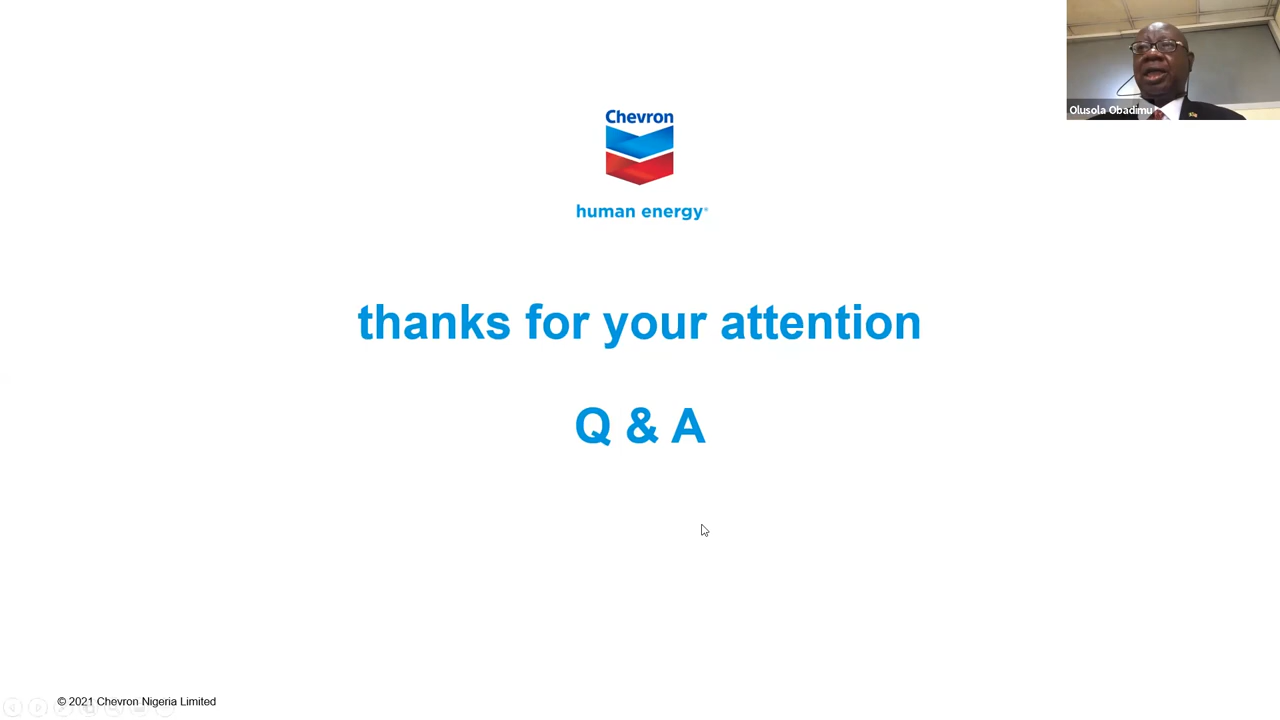 Chevron
human energy®
Olusola Obadimu
thanks for your attention
Q & A
© 2021 Chevron Nigeria Limited